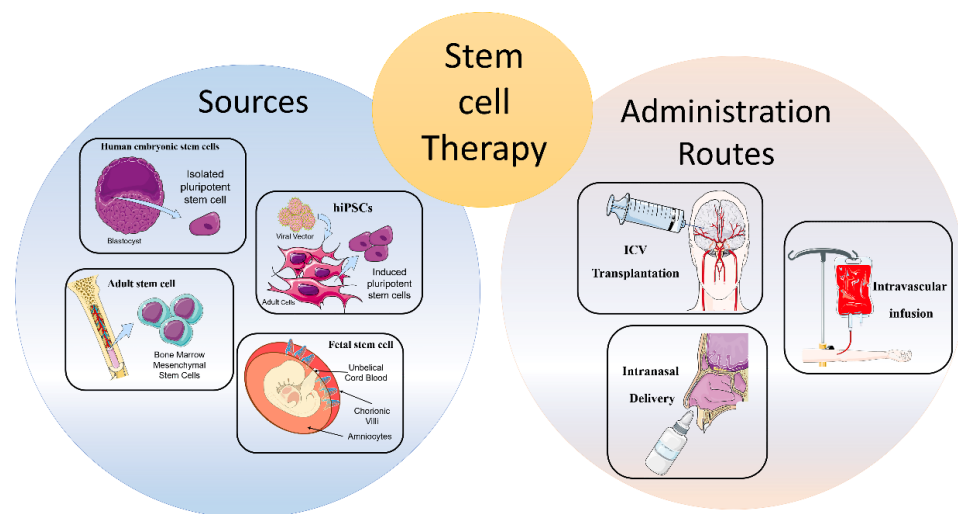 Stem
cell
Therapy
Sources
Human embryonic stem cells
Isolated
pluripotent
stem cell
Blastocyst
hiPSCs
Viral Vector
Adult Cells
Induced
pluripotent
stem cells
Adult stem cell
Bone Marrow
Mesenchymal
Stem Cells
Fetal stem cell
Unbelical
Cord Blood
Chorionic
Villi
Amniocytes
Administration
Routes
ICV
Transplantation
Intravascular
infusion
Intranasal
Delivery